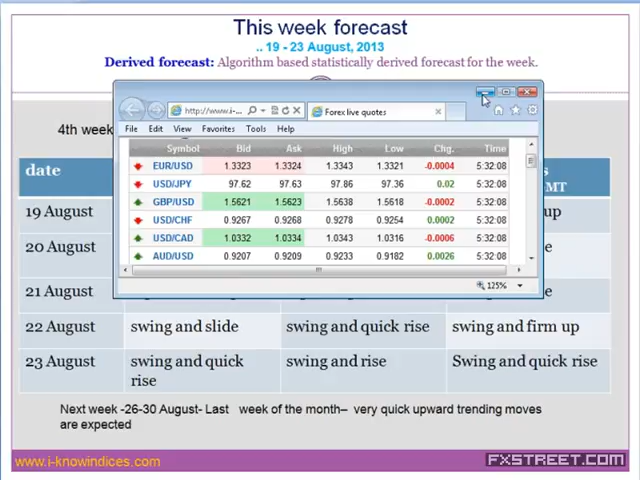 This week forecast
.. 19 - 23 August, 2013
Derived forecast: Algorithm based statistically derived forecast for the week.
4th week
http://www.i-...
Forex live quotes
File Edit View Favorites Tools Help
Symbol Bid Ask High Low Chg. Time
EUR/USD 1.3323 1.3324 1.3343 1.3321 -0.0004 5:32:08
USD/JPY 97.62 97.63 97.86 97.36 0.02 5:32:08
GBP/USD 1.5621 1.5623 1.5638 1.5618 -0.0002 5:32:08
USD/CHF 0.9267 0.9268 0.9278 0.9254 0.0002 5:32:08
USD/CAD 1.0332 1.0334 1.0343 1.0316 -0.0006 5:32:08
AUD/USD 0.9207 0.9209 0.9233 0.9182 0.0026 5:32:08
125%
date
MT
19 August up
20 August
21 August
22 August swing and slide swing and quick rise swing and firm up
23 August swing and quick rise swing and rise Swing and quick rise
Next week -26-30 August- Last week of the month– very quick upward trending moves
are expected
www.i-knowindices.com
FXSTREET.COM